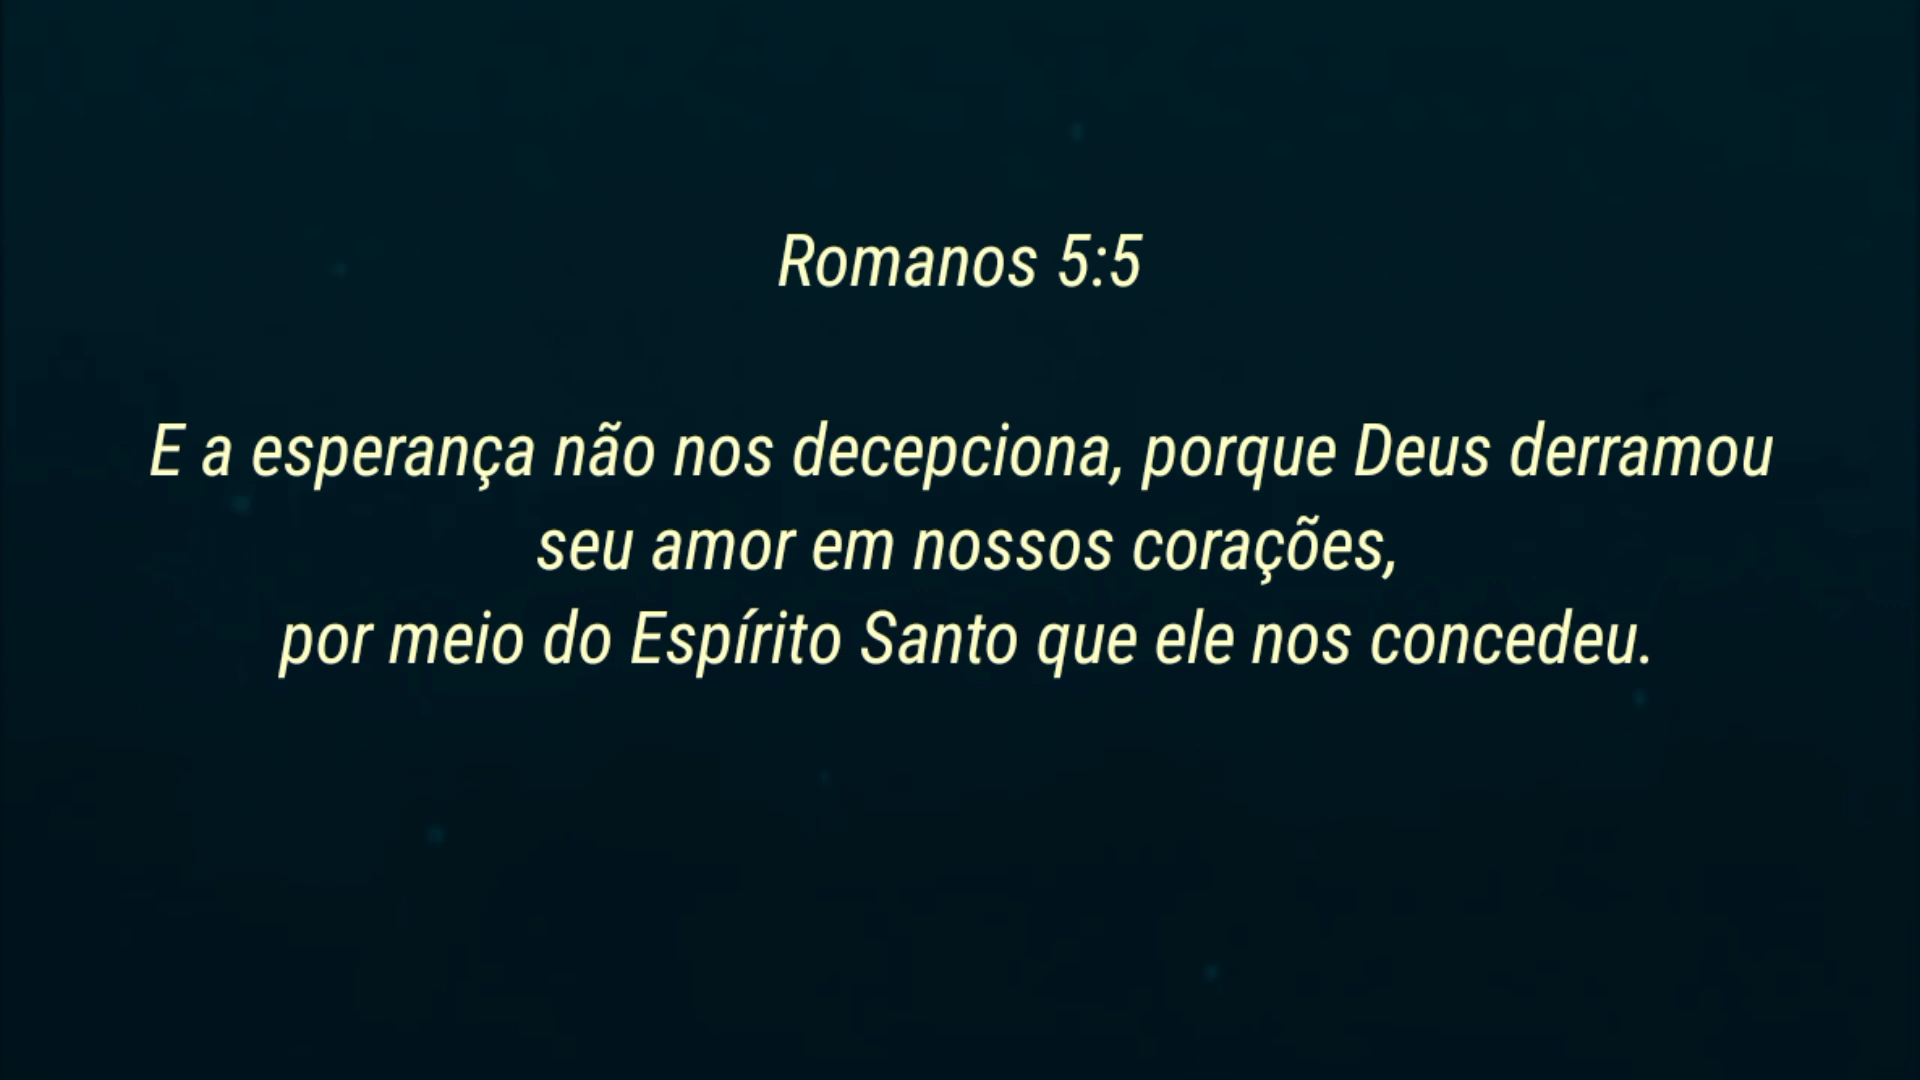 Romanos 5:5
E a esperança não nos decepciona, porque Deus derramou
seu amor em nossos corações,
por meio do Espírito Santo que ele nos concedeu.